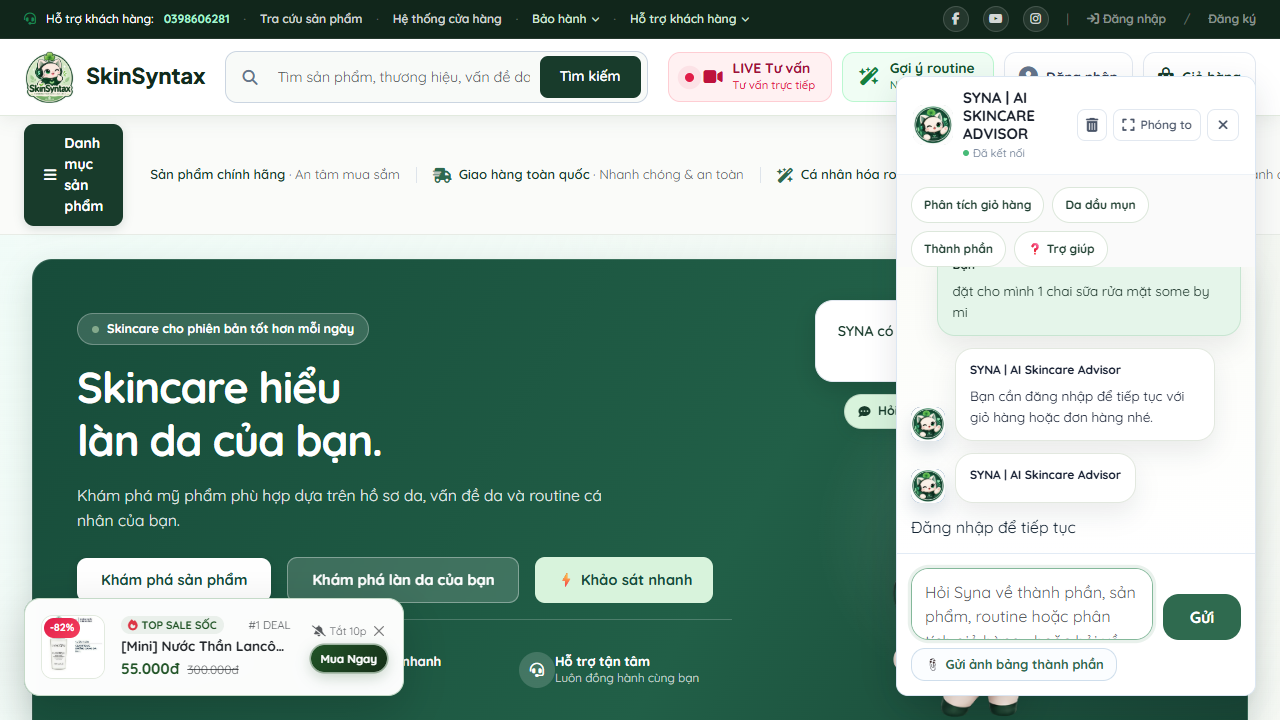 Hỗ trợ khách hàng: 0398606281 · Tra cứu sản phẩm · Hệ thống cửa hàng · Bảo hành · Hỗ trợ khách hàng
Đăng nhập / Đăng ký
SkinSyntax
Tìm sản phẩm, thương hiệu, vấn đề da
Tìm kiếm
LIVE Tư vấn
Tư vấn trực tiếp
Gợi ý routine
Danh
mục
sản
phẩm
Sản phẩm chính hãng · An tâm mua sắm
Giao hàng toàn quốc · Nhanh chóng & an toàn
Cá nhân hóa
Skincare cho phiên bản tốt hơn mỗi ngày
Skincare hiểu
làn da của bạn.
Khám phá mỹ phẩm phù hợp dựa trên hồ sơ da, vấn đề da và routine cá
nhân của bạn.
Khám phá sản phẩm
Khám phá làn da của bạn
Khảo sát nhanh
SYNA có
-82%
TOP SALE SỐC
#1 DEAL
[Mini] Nước Thần Lancô...
55.000đ 300.000đ
Tắt 10p
Mua Ngay
nhanh
Hỗ trợ tận tâm
Luôn đồng hành cùng bạn
SYNA | AI
SKINCARE
ADVISOR
Đã kết nối
Phóng to
Phân tích giỏ hàng
Da dầu mụn
Thành phần
Trợ giúp
Bạn
đặt cho mình 1 chai sữa rửa mặt some by
mi
SYNA | AI Skincare Advisor
Bạn cần đăng nhập để tiếp tục với
giỏ hàng hoặc đơn hàng nhé.
SYNA | AI Skincare Advisor
Đăng nhập để tiếp tục
Hỏi Syna về thành phần, sản
phẩm, routine hoặc phân
Gửi
Gửi ảnh bảng thành phần